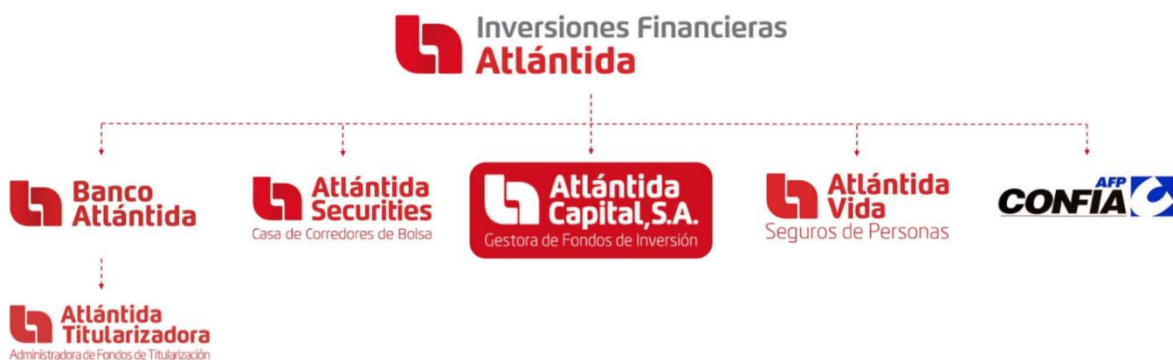 Inversiones Financieras
Atlántida
Banco
Atlántida
Atlántida
Securities
Casa de Corredores de Bolsa
Atlántida
Capital, S.A.
Gestora de Fondos de Inversión
Atlántida
Vida
Seguros de Personas
AFP
CONFIA
Atlántida
Titularizadora
Administradora de Fondos de Titularización